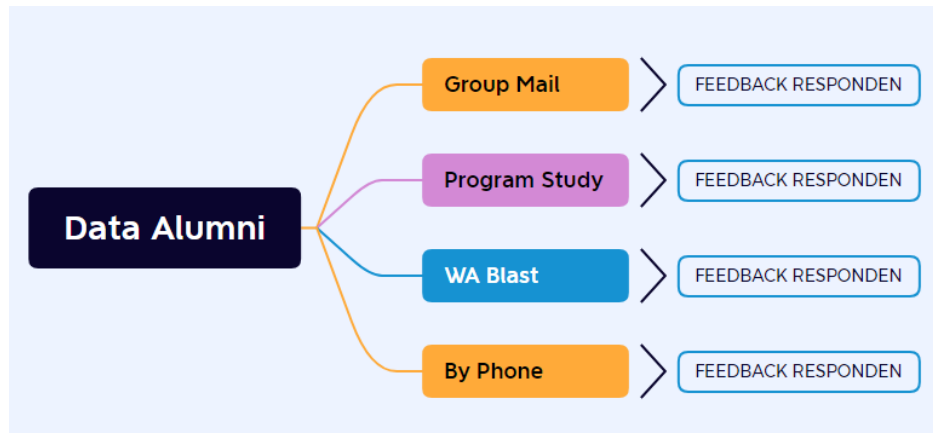 Data Alumni
Group Mail
FEEDBACK RESPONDEN
Program Study
FEEDBACK RESPONDEN
WA Blast
FEEDBACK RESPONDEN
By Phone
FEEDBACK RESPONDEN